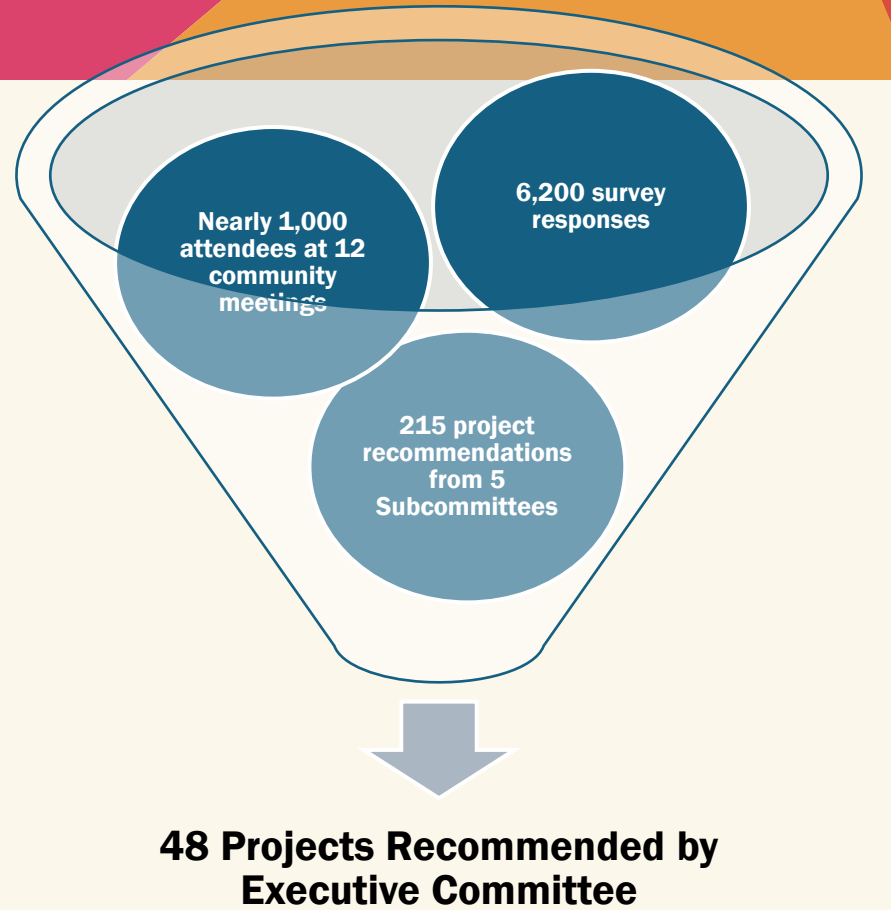 Nearly 1,000
attendees at 12
community
meetings
6,200 survey
responses
215 project
recommendations
from 5
Subcommittees
48 Projects Recommended by
Executive Committee